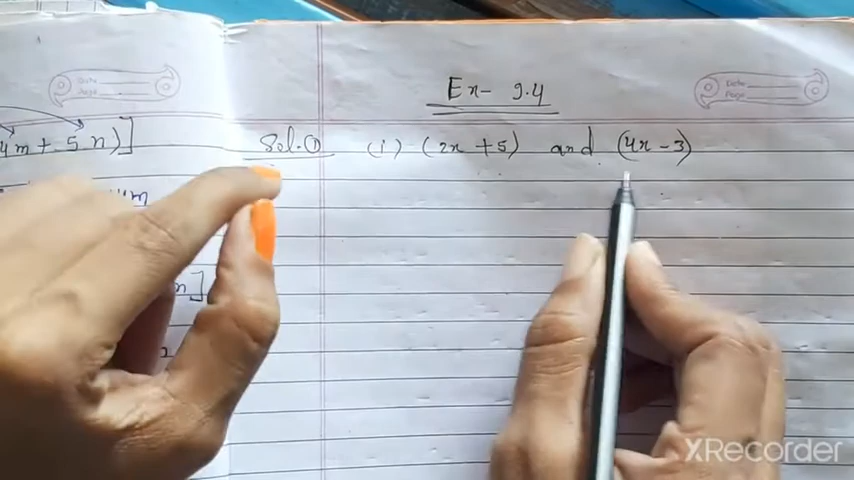 Ex- 9.4
Date
Page
Date
Page
4m + 5n)]
Sol.① (i) (2x +5) and (4x -3)
n]
XRecorder